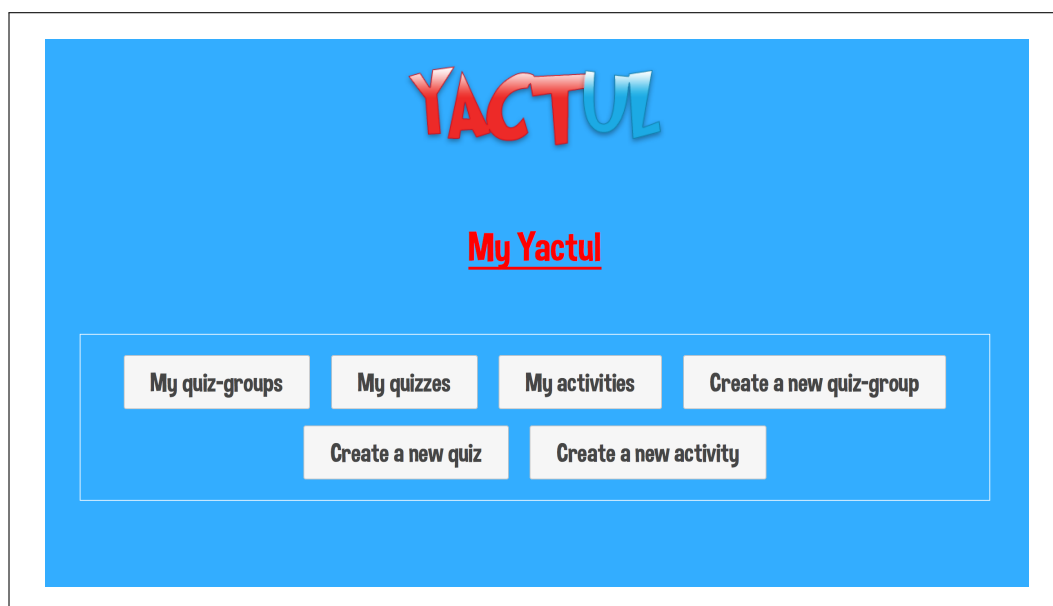 YACTUL
My Yactul
My quiz-groups My quizzes My activities Create a new quiz-group
Create a new quiz Create a new activity